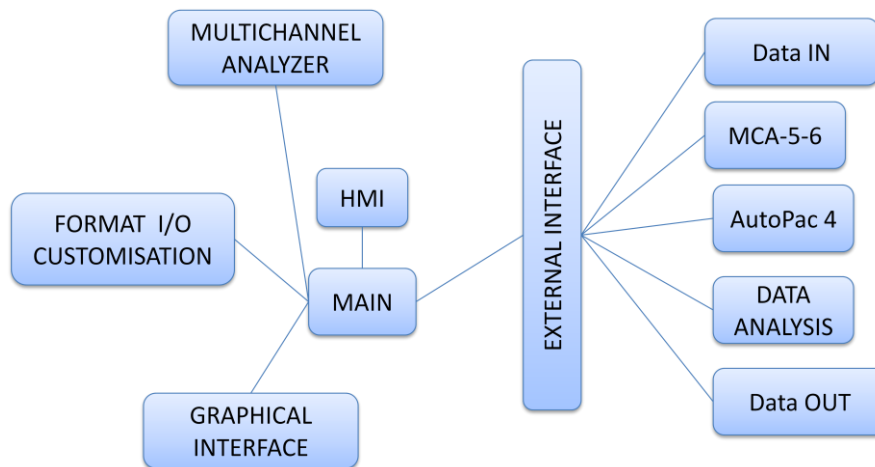 MULTICHANNEL
ANALYZER
HMI
FORMAT I/O
CUSTOMISATION
MAIN
GRAPHICAL
INTERFACE
EXTERNAL INTERFACE
Data IN
MCA-5-6
AutoPac 4
DATA
ANALYSIS
Data OUT